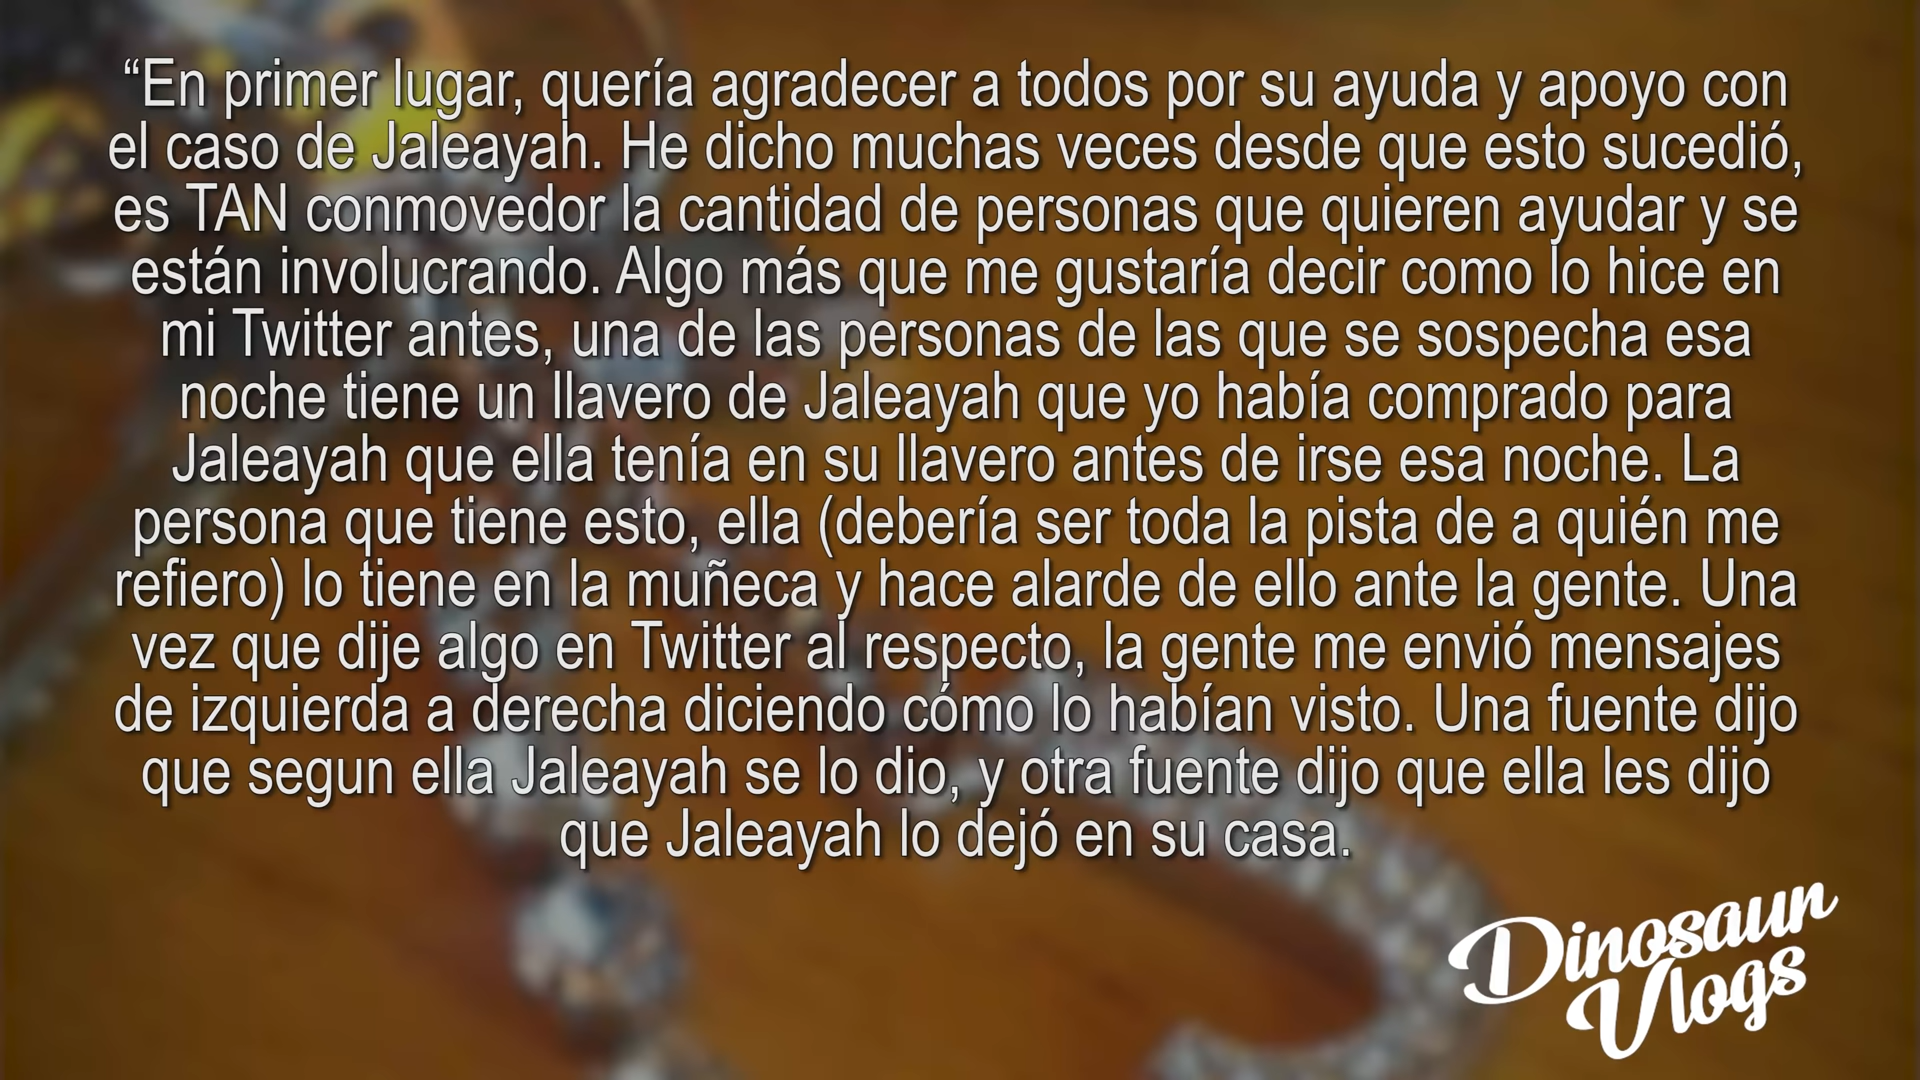 “En primer lugar, quería agradecer a todos por su ayuda y apoyo con
el caso de Jaleayah. He dicho muchas veces desde que esto sucedió,
es TAN conmovedor la cantidad de personas que quieren ayudar y se
están involucrando. Algo más que me gustaría decir como lo hice en
mi Twitter antes, una de las personas de las que se sospecha esa
noche tiene un llavero de Jaleayah que yo había comprado para
Jaleayah que ella tenía en su llavero antes de irse esa noche. La
persona que tiene esto, ella (debería ser toda la pista de a quién me
refiero) lo tiene en la muñeca y hace alarde de ello ante la gente. Una
vez que dije algo en Twitter al respecto, la gente me envió mensajes
de izquierda a derecha diciendo cómo lo habían visto. Una fuente dijo
que segun ella Jaleayah se lo dio, y otra fuente dijo que ella les dijo
que Jaleayah lo dejó en su casa.
Dinosaur
Vlogs